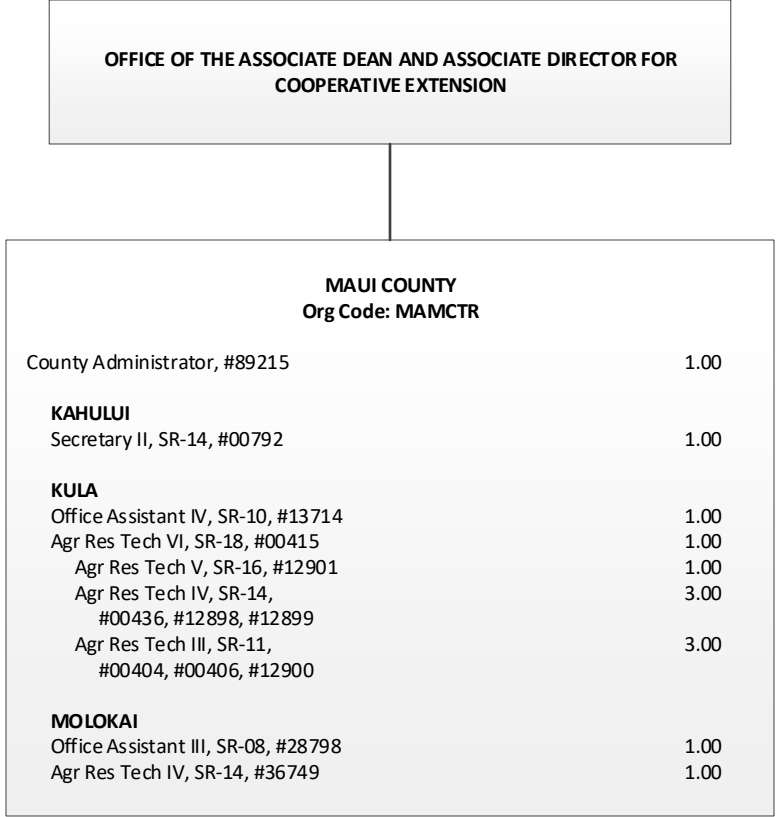 OFFICE OF THE ASSOCIATE DEAN AND ASSOCIATE DIRECTOR FOR
COOPERATIVE EXTENSION
MAUI COUNTY
Org Code: MAMCTR
County Administrator, #89215 1.00
KAHULUI
Secretary II, SR-14, #00792 1.00
KULA
Office Assistant IV, SR-10, #13714 1.00
Agr Res Tech VI, SR-18, #00415 1.00
Agr Res Tech V, SR-16, #12901 1.00
Agr Res Tech IV, SR-14, 3.00
#00436, #12898, #12899
Agr Res Tech III, SR-11, 3.00
#00404, #00406, #12900
MOLOKAI
Office Assistant III, SR-08, #28798 1.00
Agr Res Tech IV, SR-14, #36749 1.00